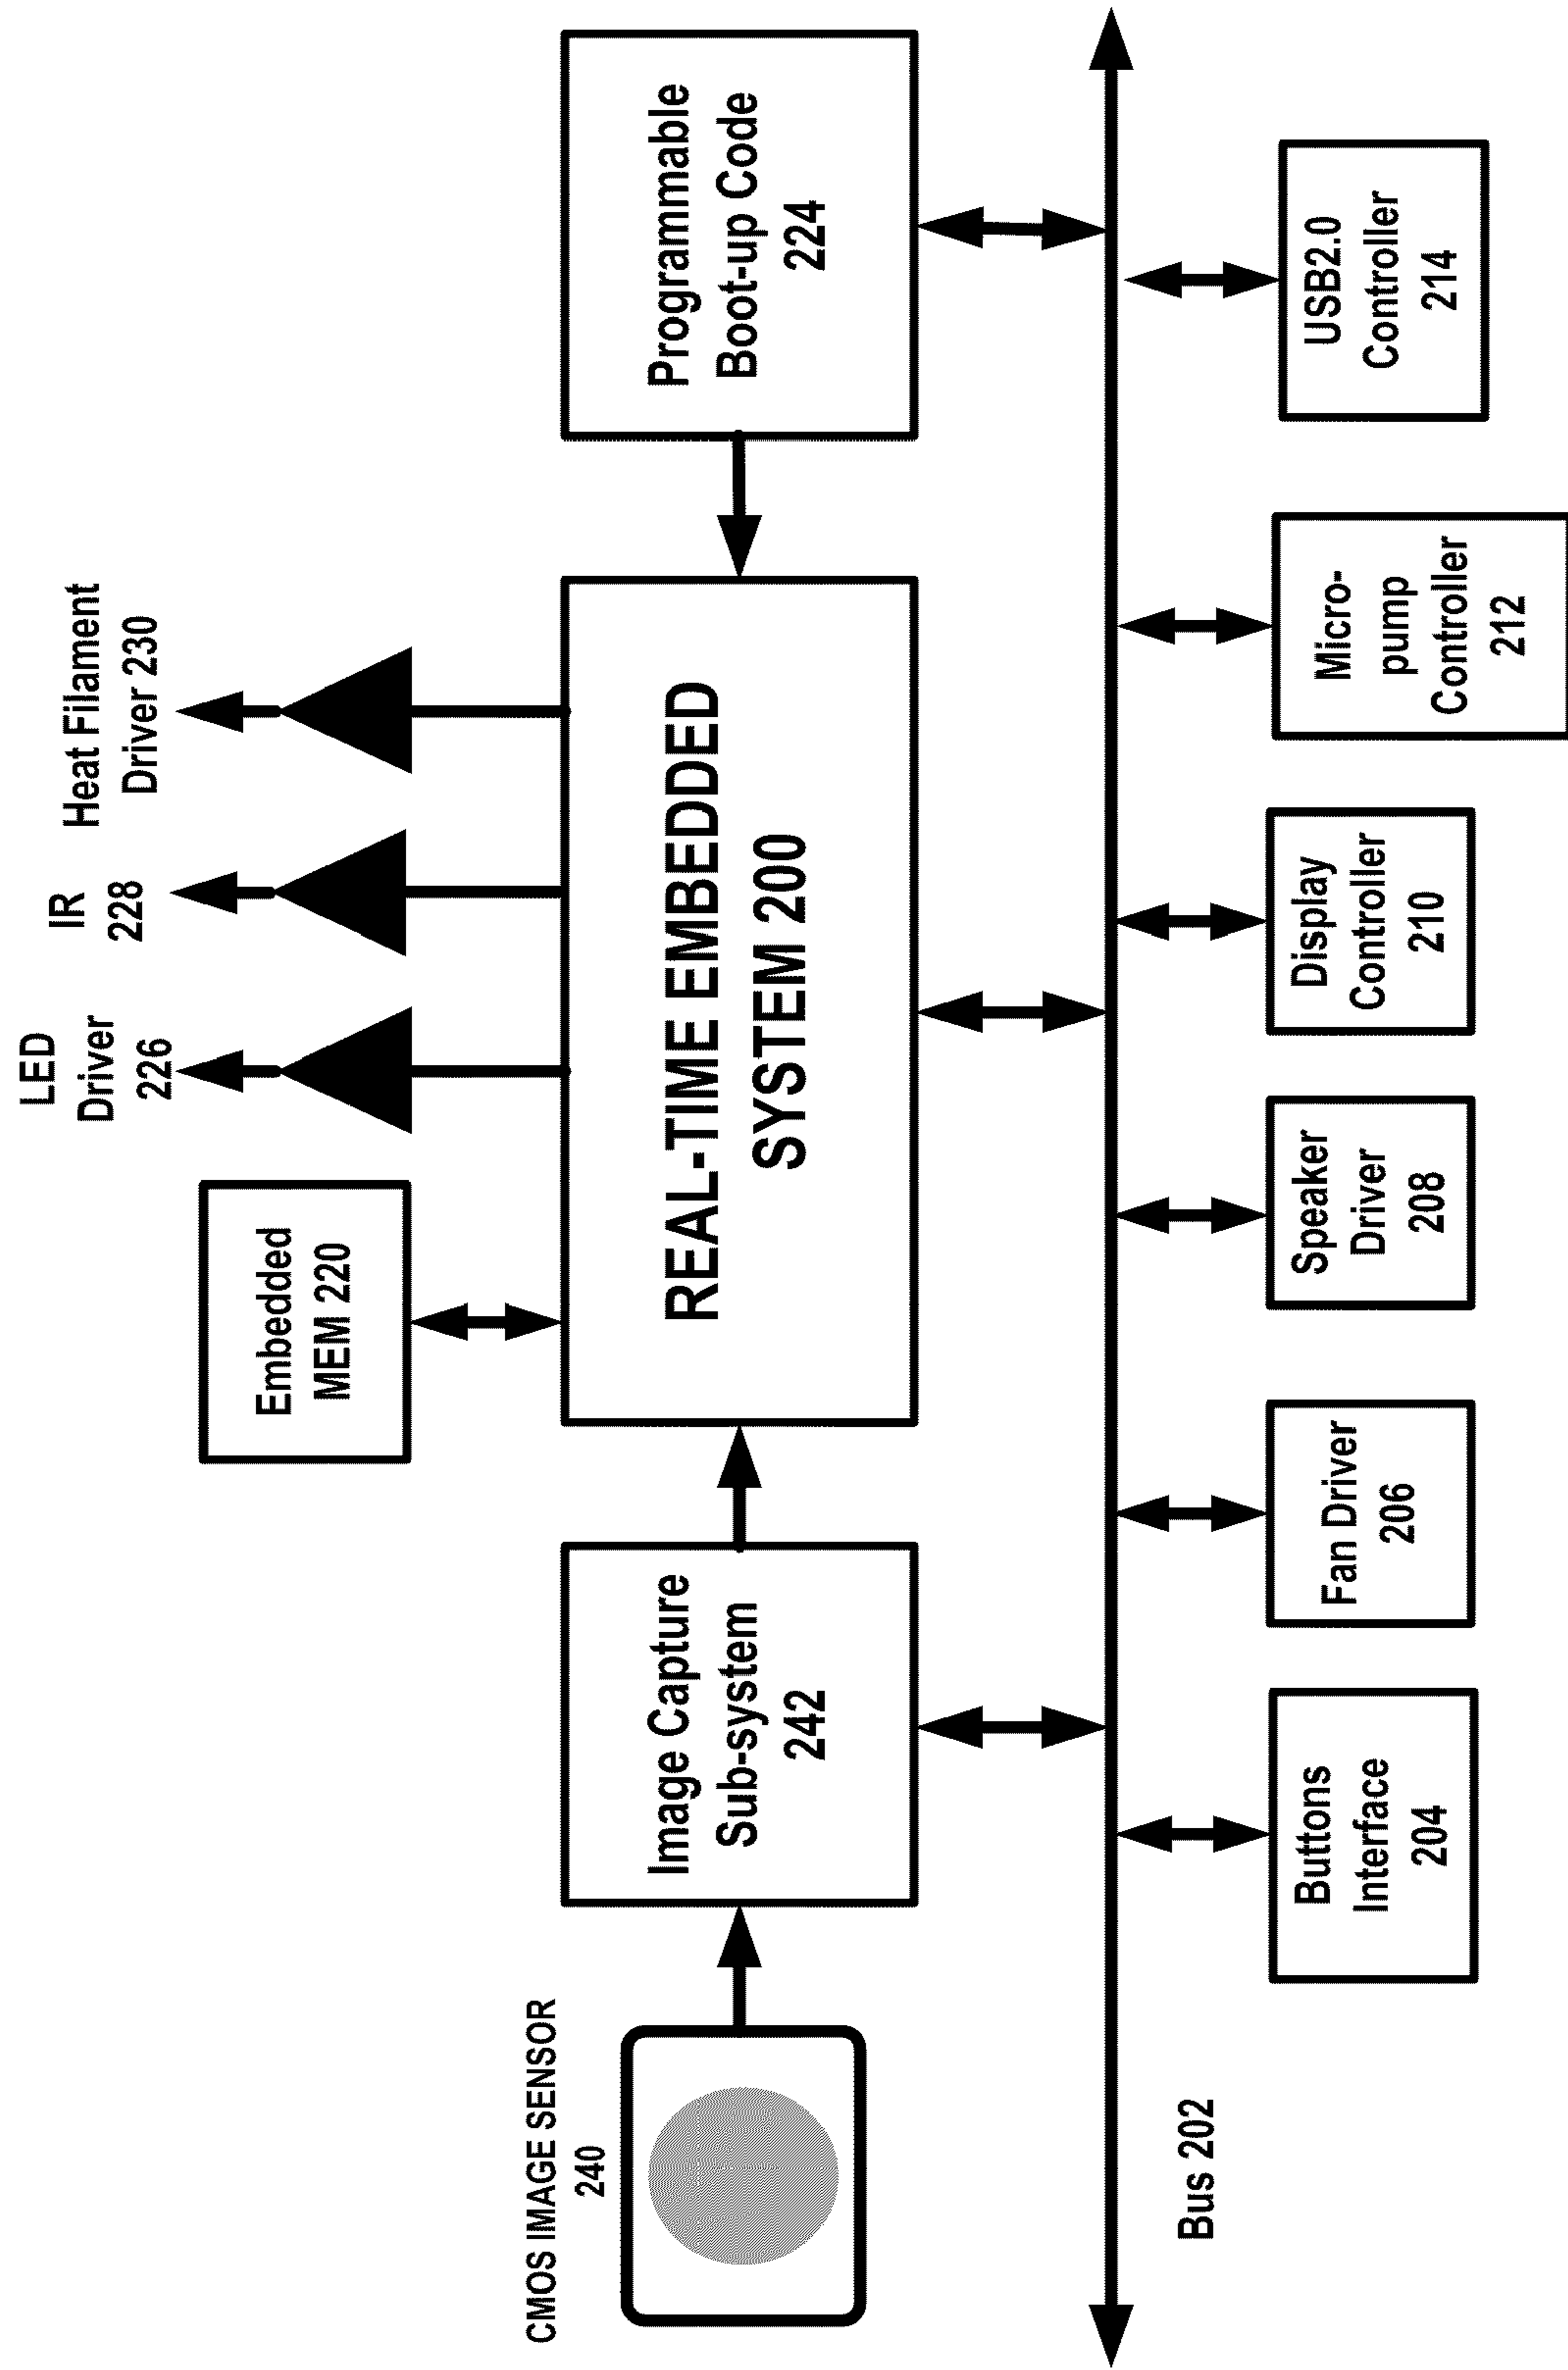 LED
Driver
226
IR
228
Heat Filament
Driver 230
Embedded
MEM 220
CMOS IMAGE SENSOR
240
Image Capture
Sub-system
242
REAL-TIME EMBEDDED
SYSTEM 200
Programmable
Boot-up Code
224
Bus 202
Buttons
Interface
204
Fan Driver
206
Speaker
Driver
208
Display
Controller
210
Micro-
pump
Controller
212
USB2.0
Controller
214